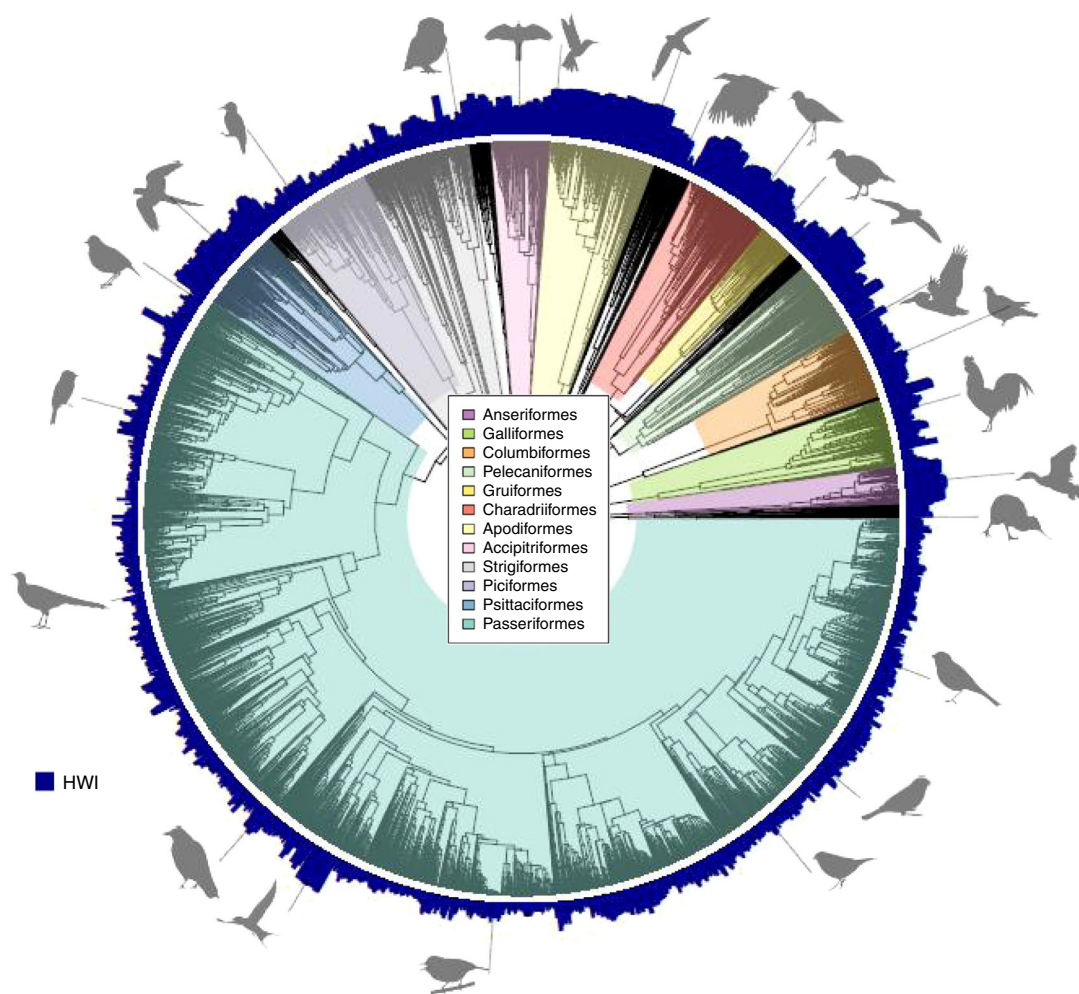 Anseriformes
Galliformes
Columbiformes
Pelecaniformes
Gruiformes
Charadriiformes
Apodiformes
Accipitriformes
Strigiformes
Piciformes
Psittaciformes
Passeriformes
HWI